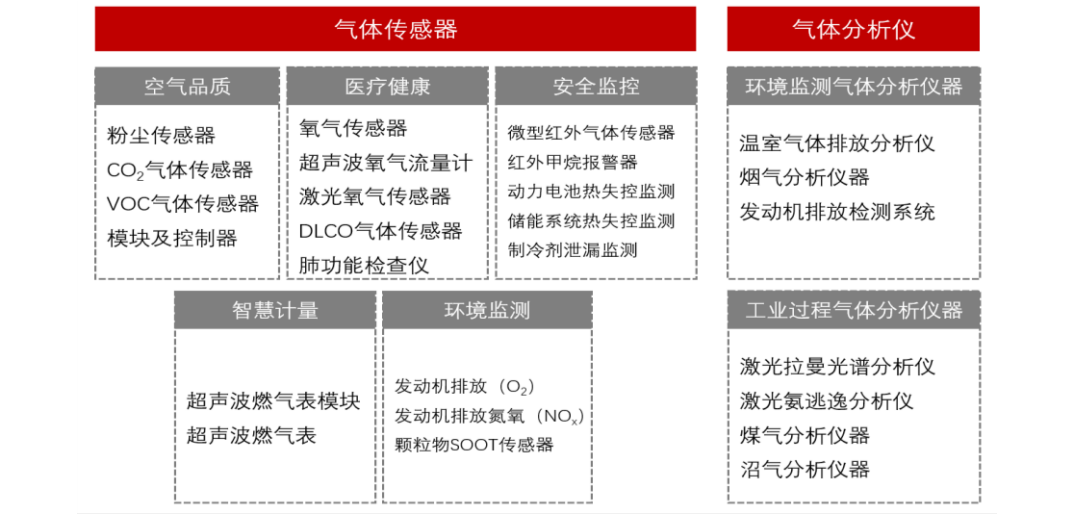 气体传感器
气体分析仪
空气品质
粉尘传感器
CO₂气体传感器
VOC气体传感器
模块及控制器
医疗健康
氧气传感器
超声波氧气流量计
激光氧气传感器
DLCO气体传感器
肺功能检查仪
安全监控
微型红外气体传感器
红外甲烷报警器
动力电池热失控监测
储能系统热失控监测
制冷剂泄漏监测
环境监测气体分析仪器
温室气体排放分析仪
烟气分析仪器
发动机排放检测系统
智慧计量
超声波燃气表模块
超声波燃气表
环境监测
发动机排放（O₂）
发动机排放氮氧（NOₓ）
颗粒物SOOT传感器
工业过程气体分析仪器
激光拉曼光谱分析仪
激光氨逃逸分析仪
煤气分析仪器
沼气分析仪器